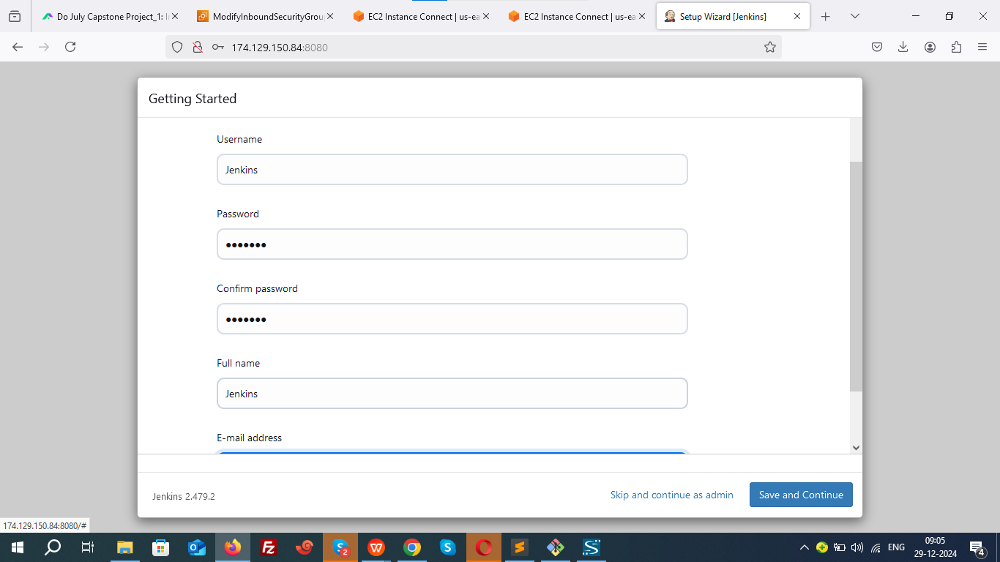 Do July Capstone Project_1: I
ModifyInboundSecurityGrou
EC2 Instance Connect | us-ea
EC2 Instance Connect | us-ea
Setup Wizard [Jenkins]
174.129.150.84:8080
Getting Started
Username
Jenkins
Password
•••••••
Confirm password
•••••••
Full name
Jenkins
E-mail address
Jenkins 2.479.2
Skip and continue as admin
Save and Continue
174.129.150.84:8080/#
2
ENG
09:05
29-12-2024
4